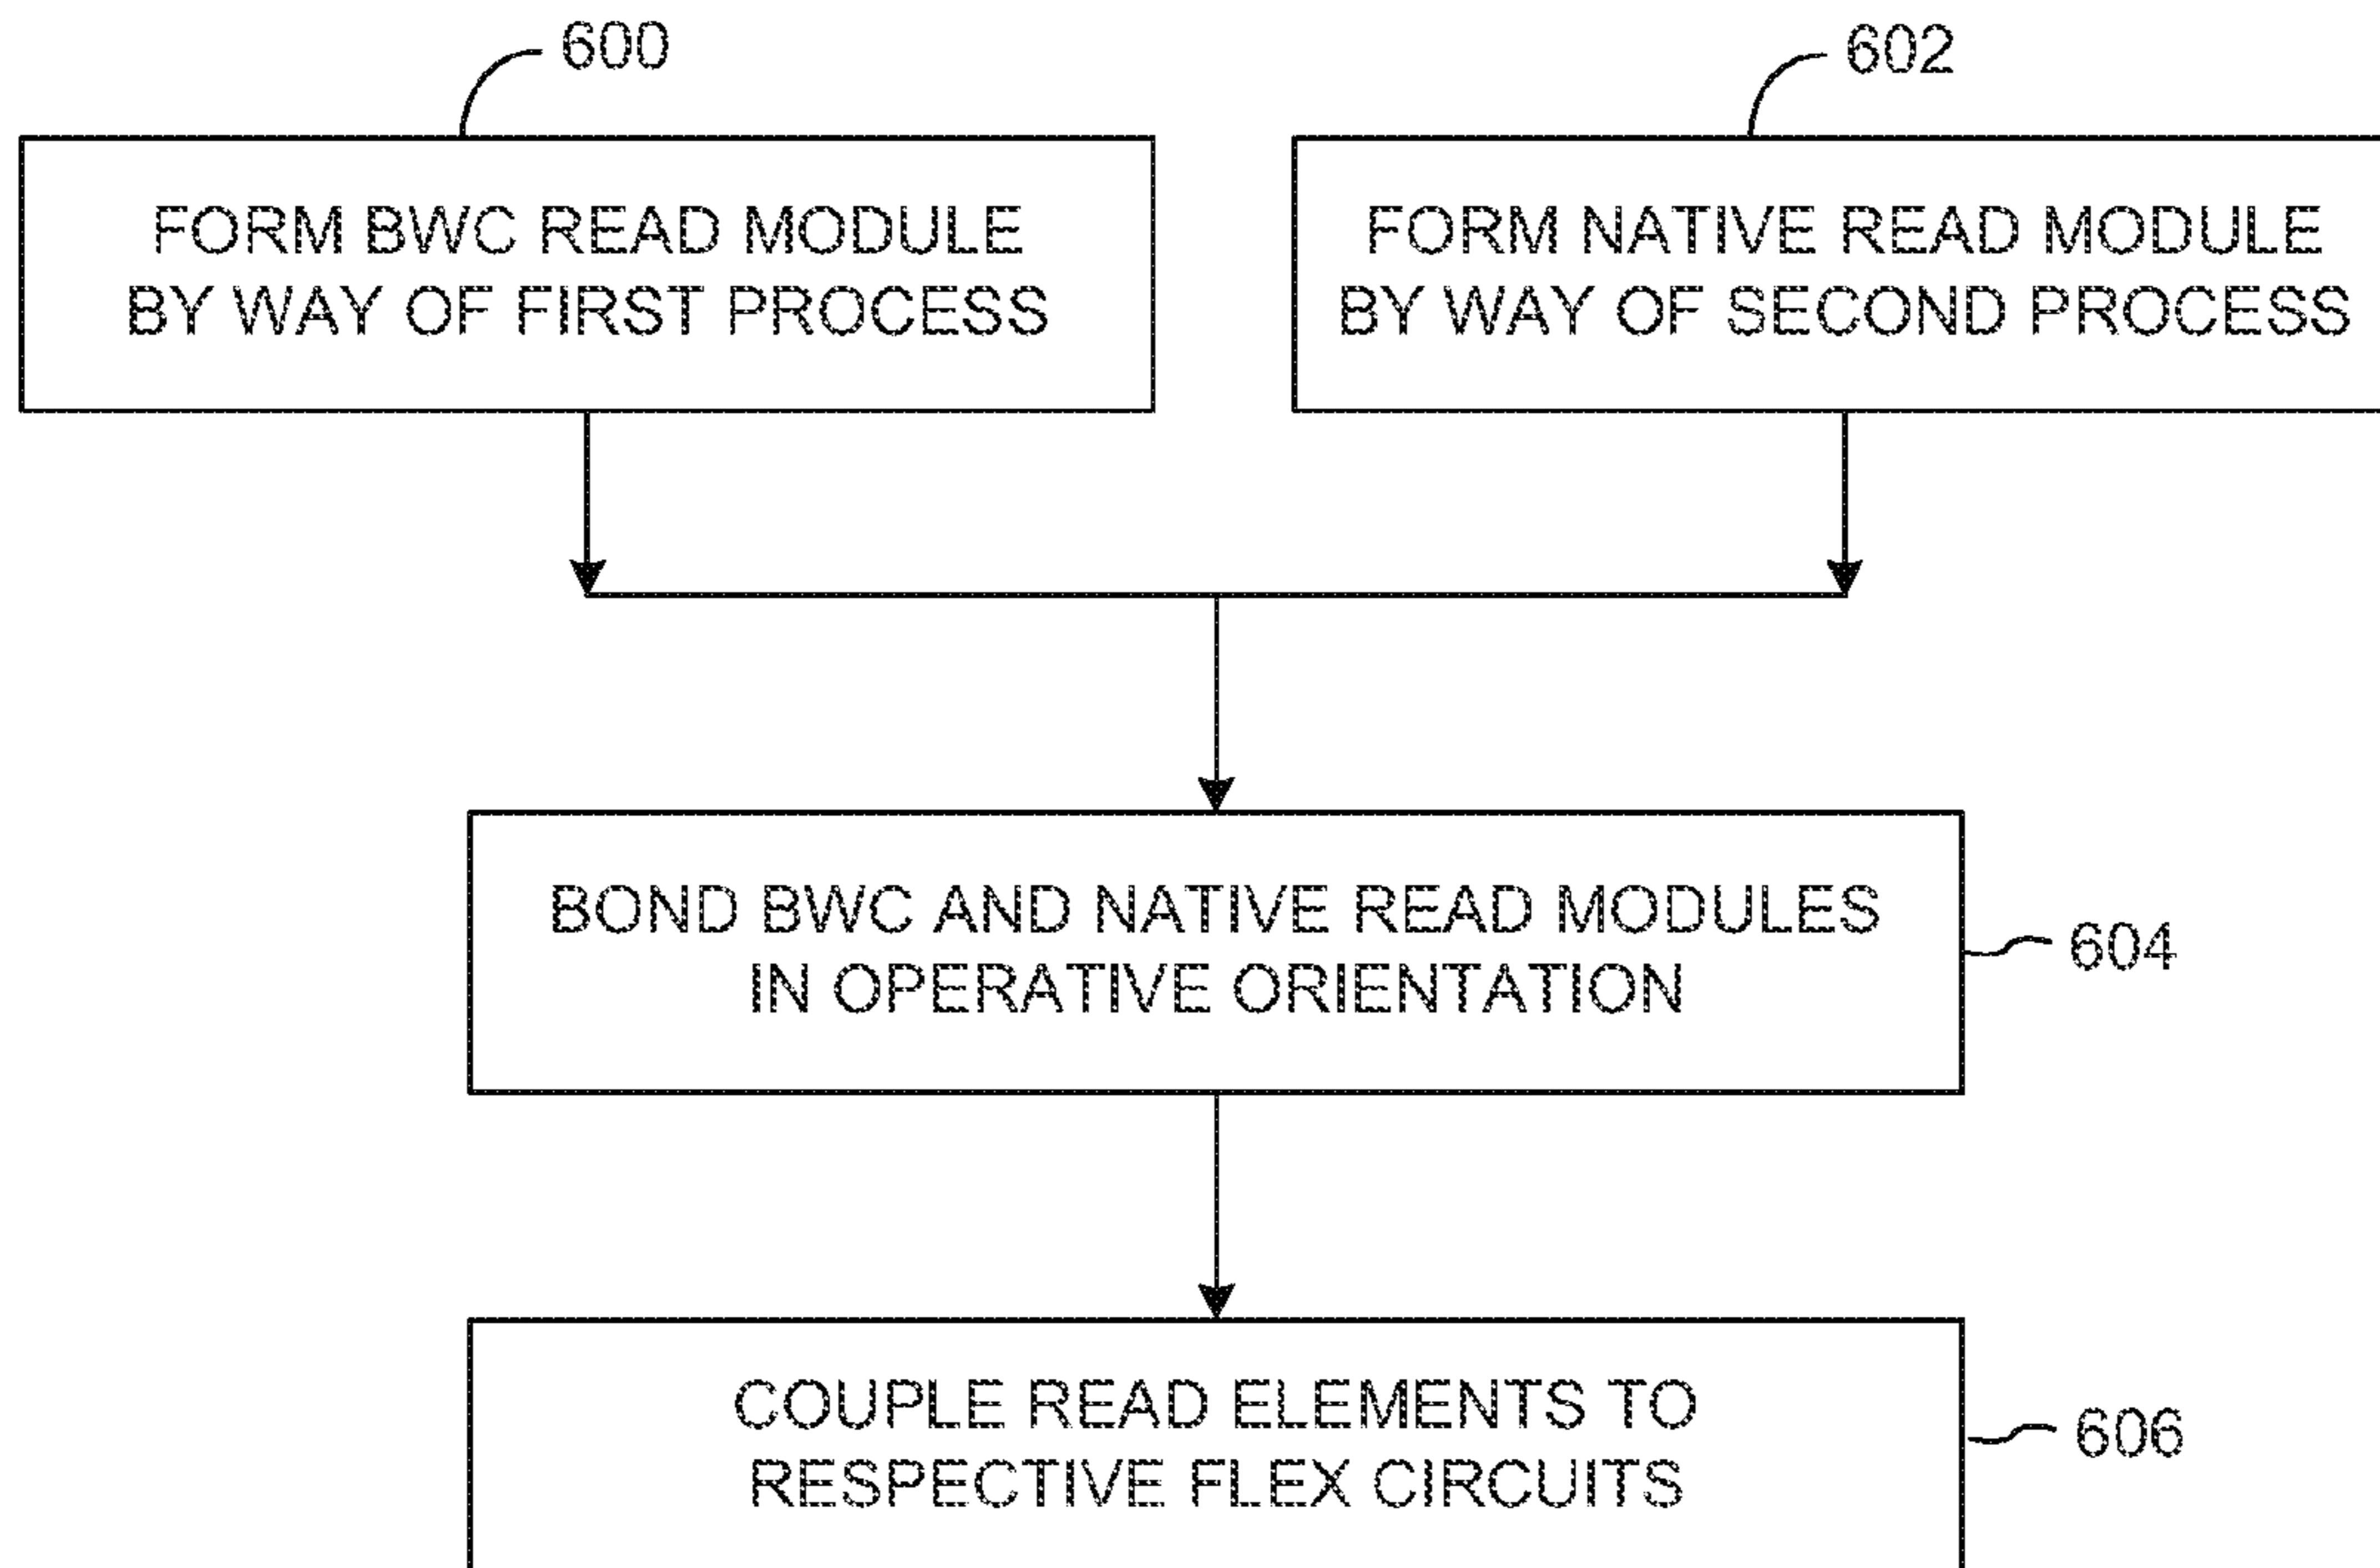 600
602
FORM BWC READ MODULE
BY WAY OF FIRST PROCESS
FORM NATIVE READ MODULE
BY WAY OF SECOND PROCESS
BOND BWC AND NATIVE READ MODULES
IN OPERATIVE ORIENTATION
604
COUPLE READ ELEMENTS TO
RESPECTIVE FLEX CIRCUITS
606